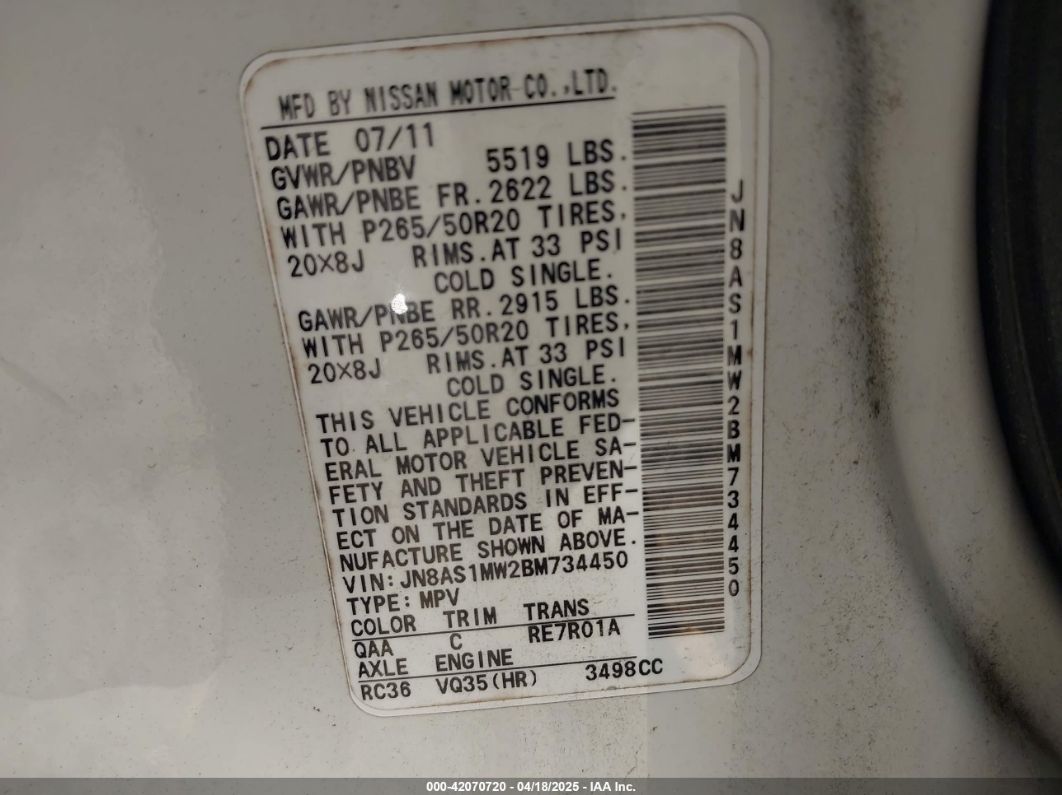 MFD BY NISSAN MOTOR CO.,LTD.
DATE 07/11
GVWR/PNBV 5519 LBS.
GAWR/PNBE FR. 2622 LBS.
WITH P265/50R20 TIRES,
20X8J RIMS.AT 33 PSI
COLD SINGLE.
GAWR/PNBE RR. 2915 LBS.
WITH P265/50R20 TIRES,
20X8J RIMS.AT 33 PSI
COLD SINGLE.
THIS VEHICLE CONFORMS
TO ALL APPLICABLE FED-
ERAL MOTOR VEHICLE SA-
FETY AND THEFT PREVEN-
TION STANDARDS IN EFF-
ECT ON THE DATE OF MA-
NUFACTURE SHOWN ABOVE.
VIN: JN8AS1MW2BM734450
TYPE: MPV
COLOR TRIM TRANS
QAA C RE7R01A
AXLE ENGINE
RC36 VQ35(HR) 3498CC
JN8AS1MW2BM734450
000-42070720 - 04/18/2025 - IAA Inc.